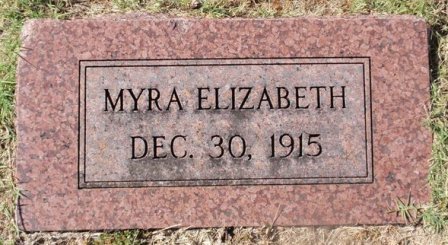 MYRA ELIZABETH
DEC. 30, 1915